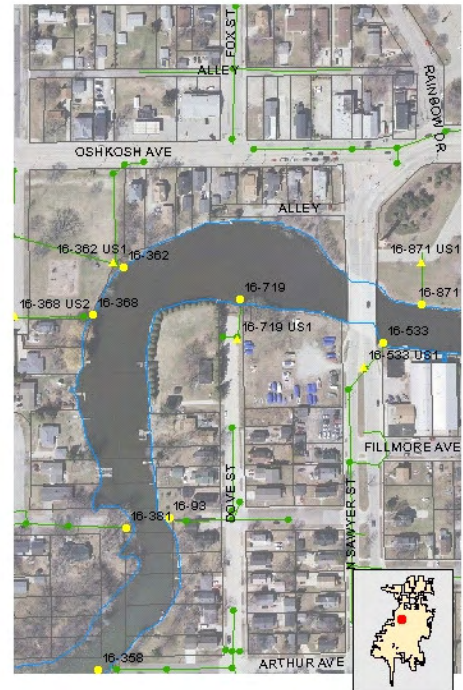 FOX ST
ALLEY
RAINBOW DR
OSHKOSH AVE
ALLEY
16-362 US1
16-362
16-871 US1
16-871
16-368 US2
16-368
16-719
16-719 US1
16-533
16-533 US1
FILLMORE AVE
DOVE ST
N SAWYER ST
16-93
16-381
16-358
ARTHUR AVE